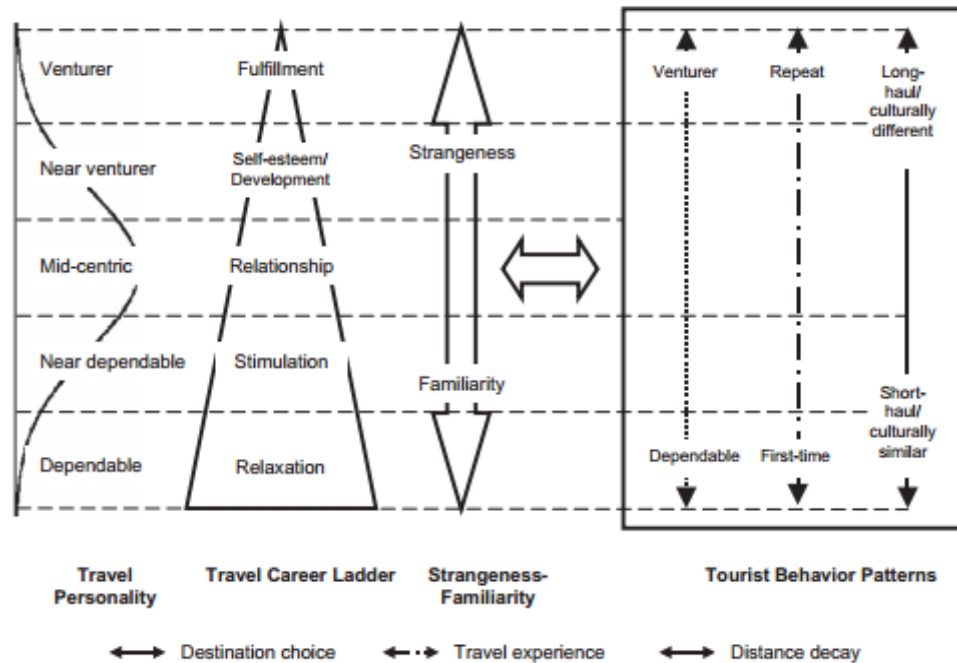 Venturer
Near venturer
Mid-centric
Near dependable
Dependable
Fulfillment
Self-esteem/
Development
Relationship
Stimulation
Relaxation
Strangeness
Familiarity
Venturer
Dependable
Repeat
First-time
Long-
haul/
culturally
different
Short-
haul/
culturally
similar
Travel
Personality
Travel Career Ladder
Strangeness-
Familiarity
Tourist Behavior Patterns
Destination choice
Travel experience
Distance decay